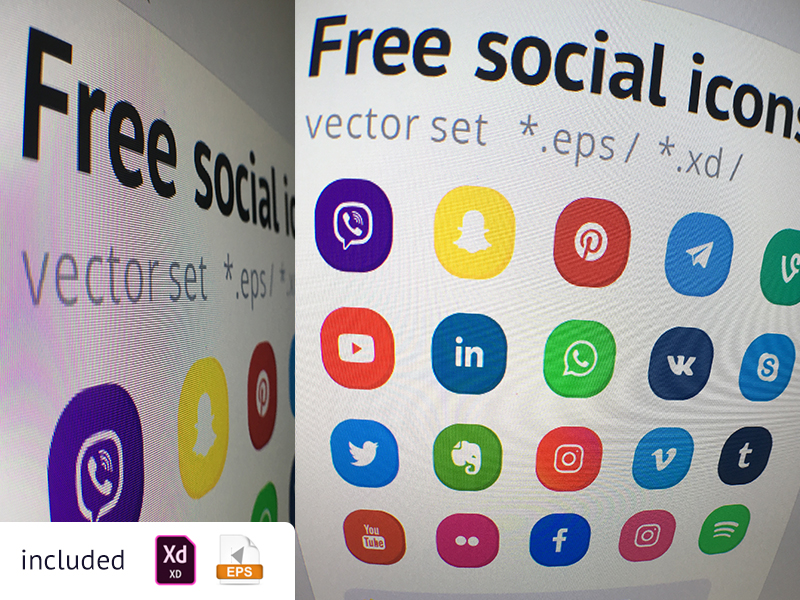 Free social ic
vector set *.eps/ *.x
included
Xd
XD
EPS
Free social icons
vector set *.eps / *.xd /
in
You
Tube